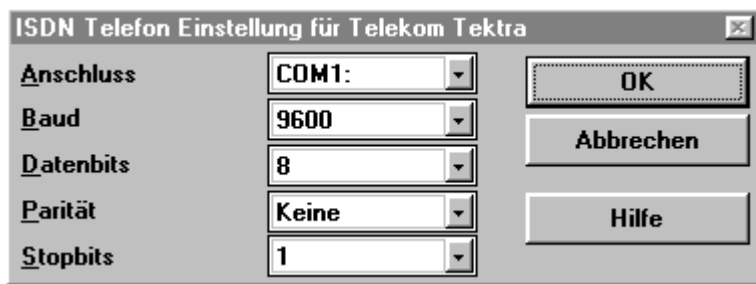 ISDN Telefon Einstellung für Telekom Tektra
Anschluss COM1: OK
Baud 9600 Abbrechen
Datenbits 8
Parität Keine Hilfe
Stopbits 1